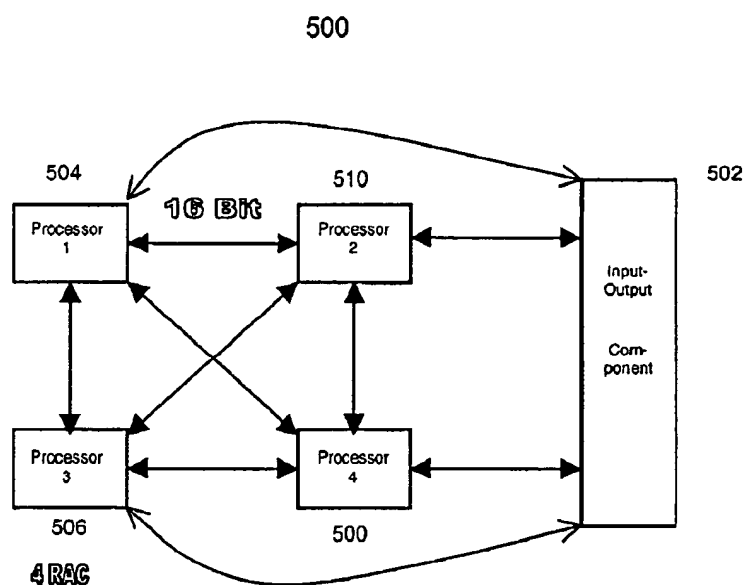 500
504
16 Bit
510
502
Processor
1
Processor
2
Input-
Output
Com-
ponent
Processor
3
Processor
4
506
500
4 RAC